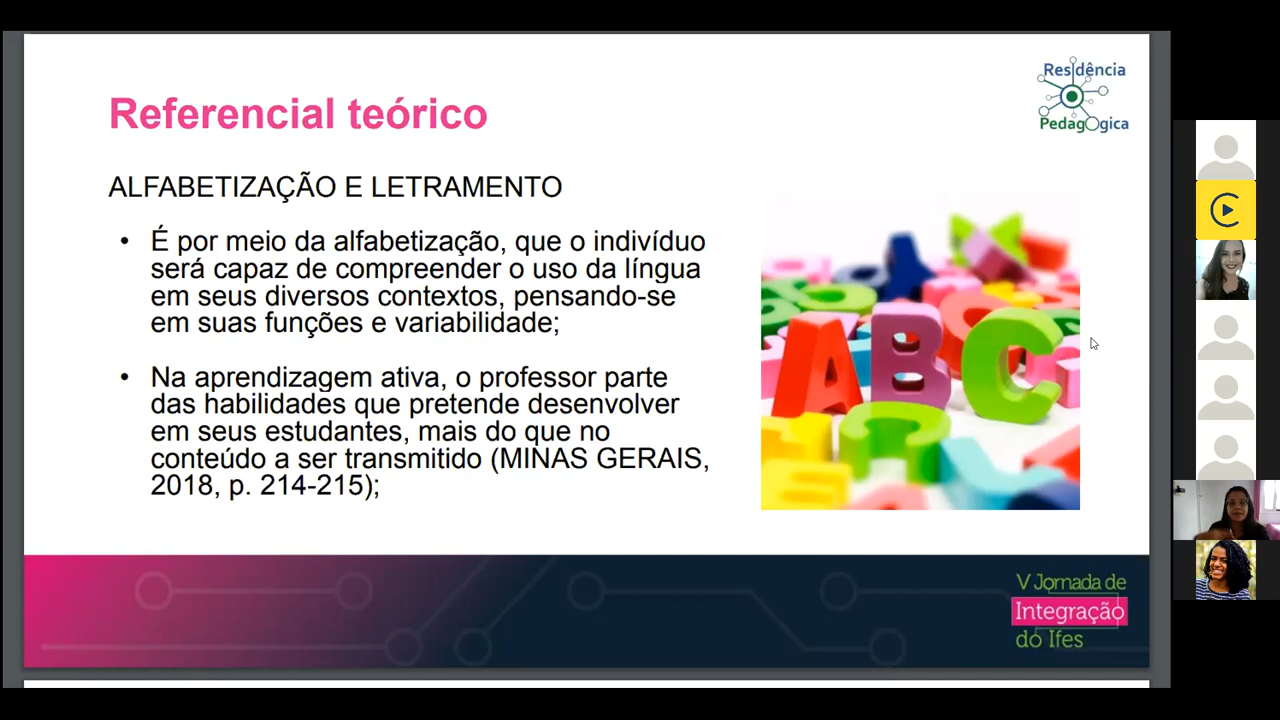 Residência
Pedagógica
Referencial teórico
ALFABETIZAÇÃO E LETRAMENTO
• É por meio da alfabetização, que o indivíduo
será capaz de compreender o uso da língua
em seus diversos contextos, pensando-se
em suas funções e variabilidade;
• Na aprendizagem ativa, o professor parte
das habilidades que pretende desenvolver
em seus estudantes, mais do que no
conteúdo a ser transmitido (MINAS GERAIS,
2018, p. 214-215);
A B C
V Jornada de
Integração
do Ifes